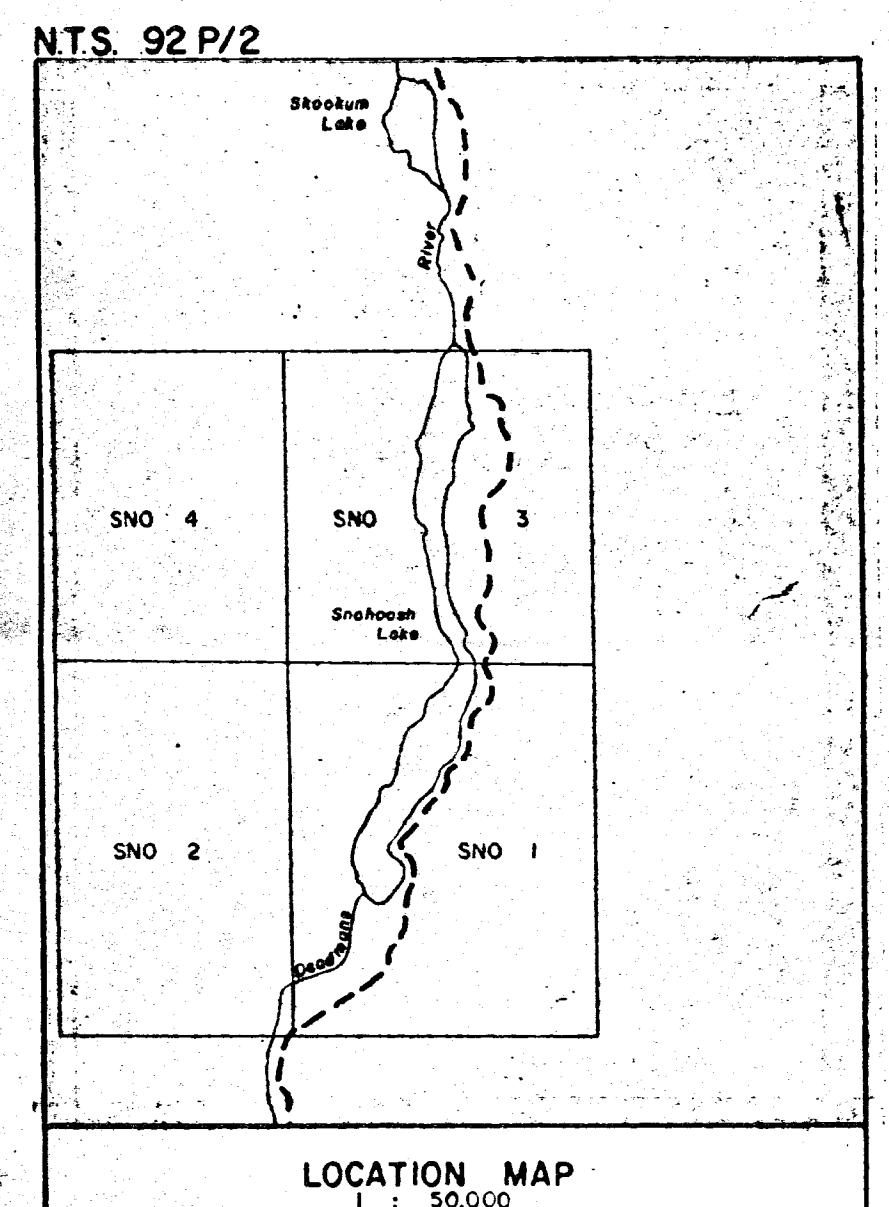 N.T.S. 92 P/2
Skookum
Lake
River
SNO 4
SNO 3
Snohoosh
Lake
SNO 2
SNO 1
Deadmans
LOCATION MAP
1 : 50,000